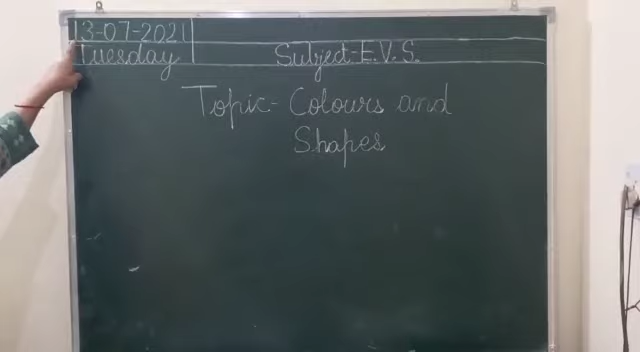 13-07-2021
Tuesday
Subject-E.V.S.
Topic- Colours and
Shapes